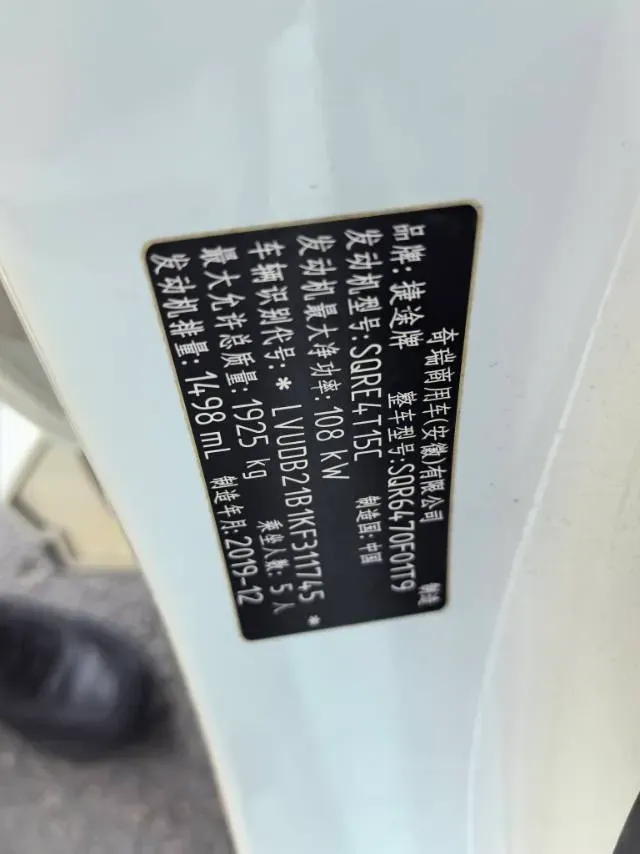 奇瑞商用车(安徽)有限公司 制造
品牌: 捷途牌 整车型号: SQR6470F01T9
发动机型号: SQRE4T15C 制造国: 中国
发动机最大净功率: 108 kW
车辆识别代号: * LVUDB21B1KF311745 *
最大允许总质量: 1925 kg 乘坐人数: 5 人
发动机排量: 1498 mL 制造年月: 2019-12